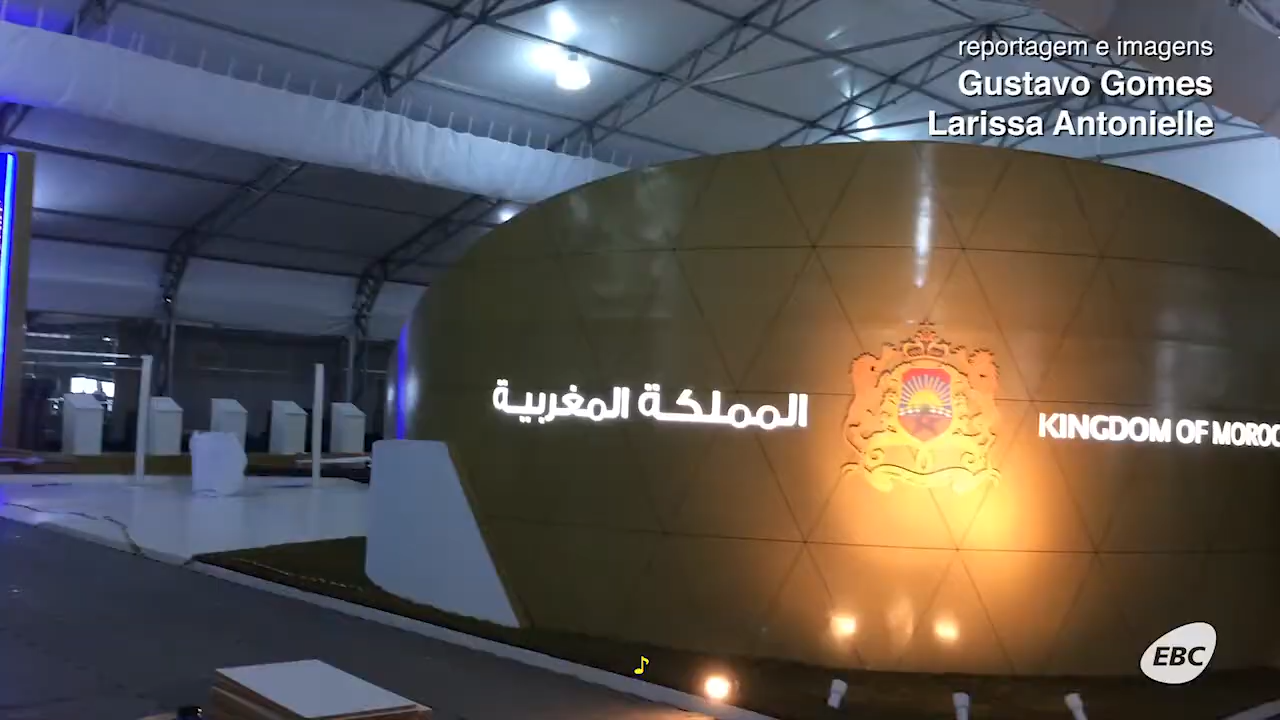 reportagem e imagens
Gustavo Gomes
Larissa Antonielle
المملكة المغربية
KINGDOM OF MOROC
EBC